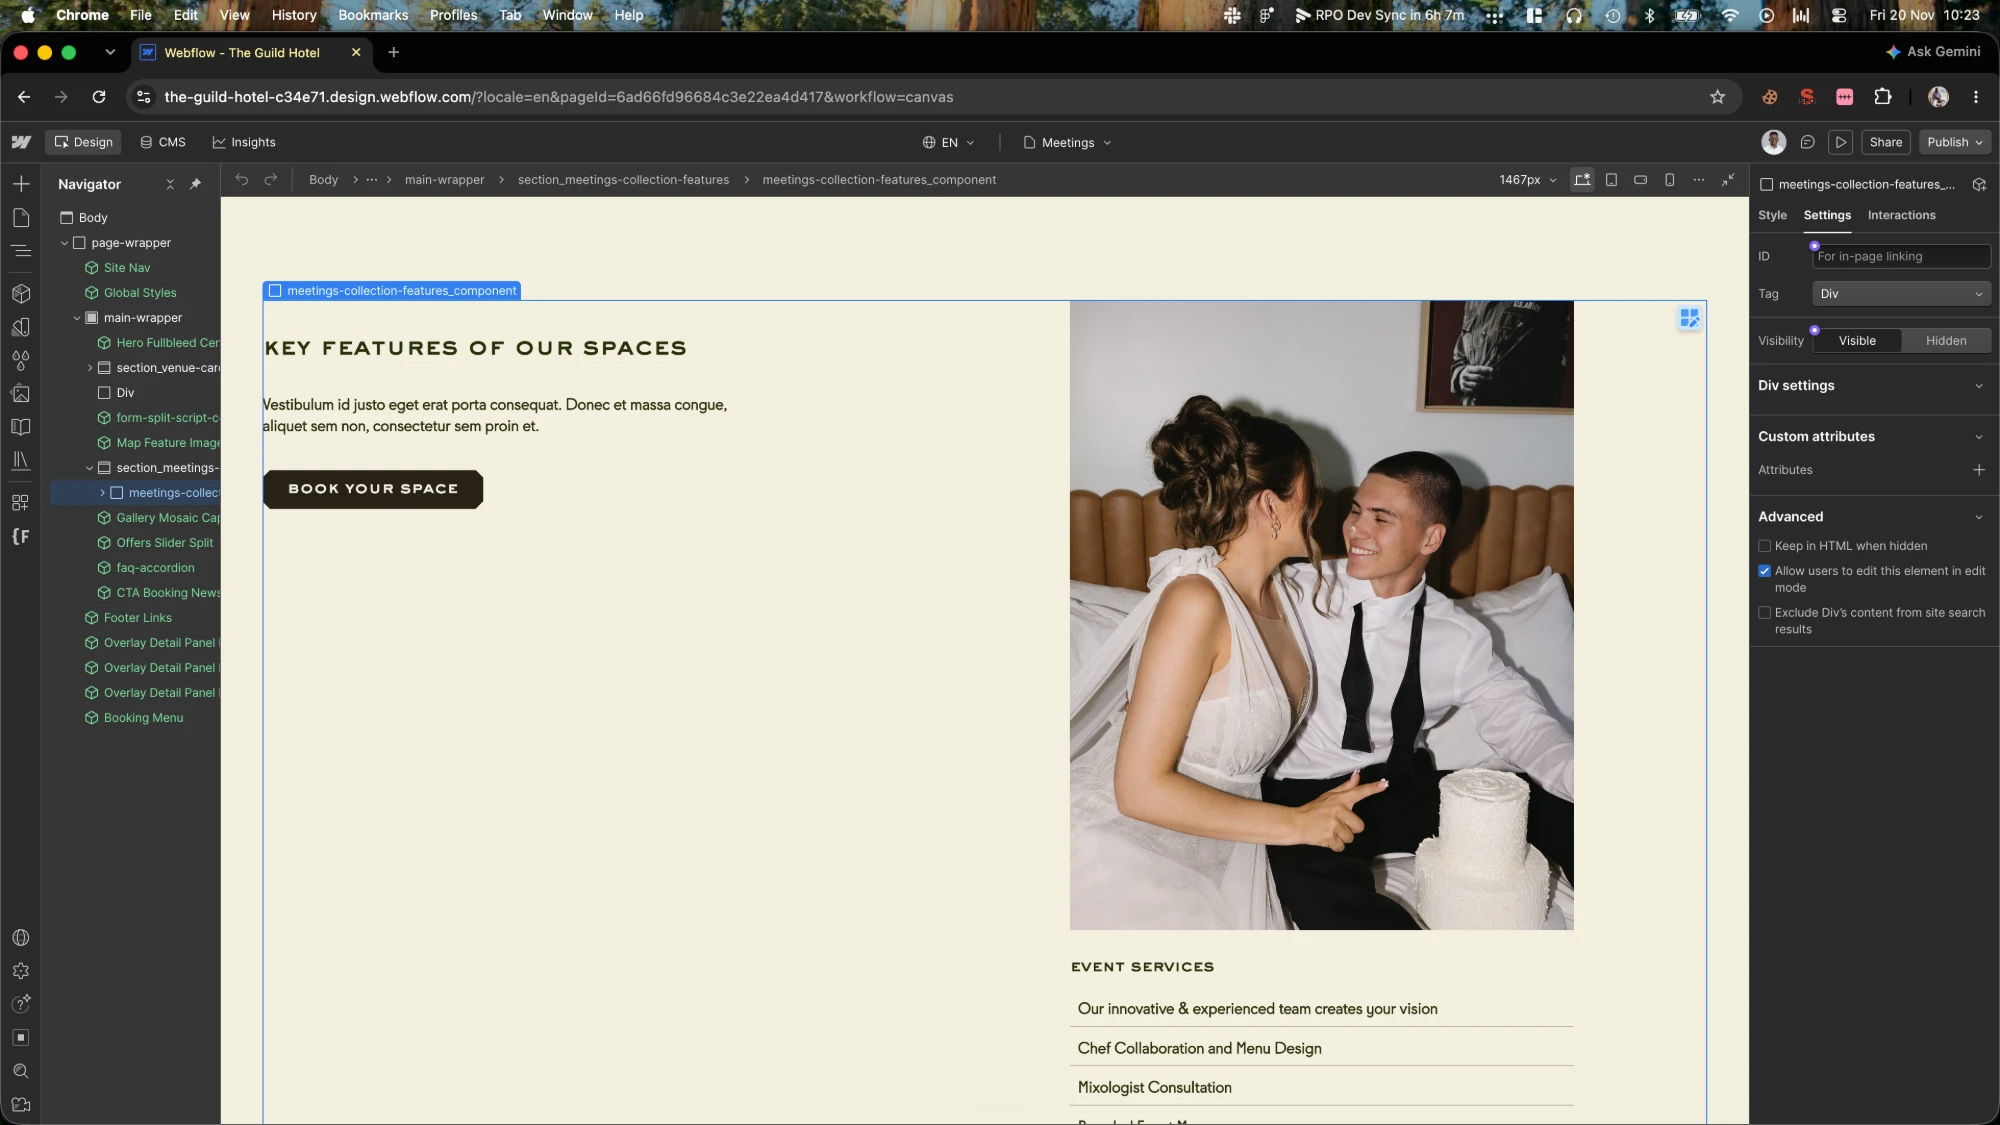 Chrome File Edit View History Bookmarks Profiles Tab Window Help
RPO Dev Sync in 6h 7m
Fri 20 Nov 10:23
Webflow - The Guild Hotel
Ask Gemini
the-guild-hotel-c34e71.design.webflow.com/?locale=en&pageId=6ad66fd96684c3e22ea4d417&workflow=canvas
Design CMS Insights
EN
Meetings
Share Publish
Navigator
Body
page-wrapper
Site Nav
Global Styles
main-wrapper
Hero Fullbleed Cer
section_venue-card
Div
form-split-script-c
Map Feature Image
section_meetings-
meetings-collect
Gallery Mosaic Cap
Offers Slider Split
faq-accordion
CTA Booking News
Footer Links
Overlay Detail Panel
Overlay Detail Panel
Overlay Detail Panel
Booking Menu
Body > ··· > main-wrapper > section_meetings-collection-features > meetings-collection-features_component
1467px
meetings-collection-features_component
KEY FEATURES OF OUR SPACES
Vestibulum id justo eget erat porta consequat. Donec et massa congue,
aliquet sem non, consectetur sem proin et.
BOOK YOUR SPACE
EVENT SERVICES
Our innovative & experienced team creates your vision
Chef Collaboration and Menu Design
Mixologist Consultation
meetings-collection-features_...
Style Settings Interactions
ID For in-page linking
Tag Div
Visibility Visible Hidden
Div settings
Custom attributes
Attributes
Advanced
Keep in HTML when hidden
Allow users to edit this element in edit
mode
Exclude Div's content from site search
results